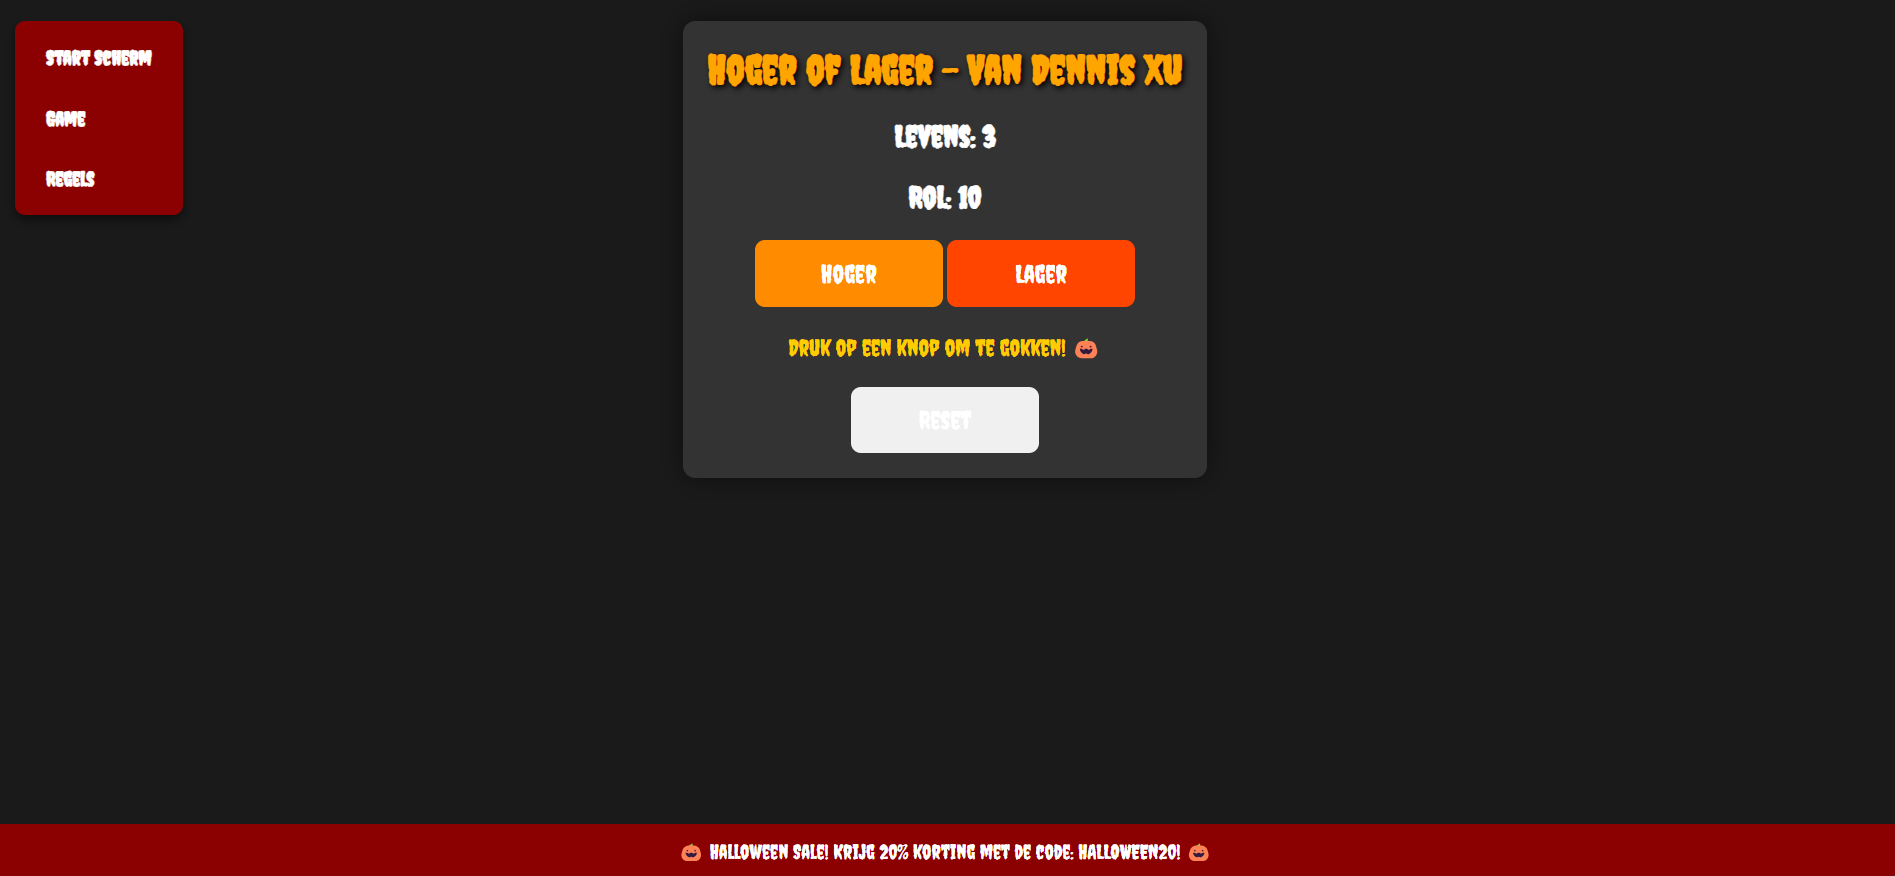 START SCHERM
GAME
REGELS
HOGER OF LAGER - VAN DENNIS XU
LEVENS: 3
ROL: 10
HOGER
LAGER
DRUK OP EEN KNOP OM TE GOKKEN! 🎃
RESET
🎃 HALLOWEEN SALE! KRIJG 20% KORTING MET DE CODE: HALLOWEEN20! 🎃